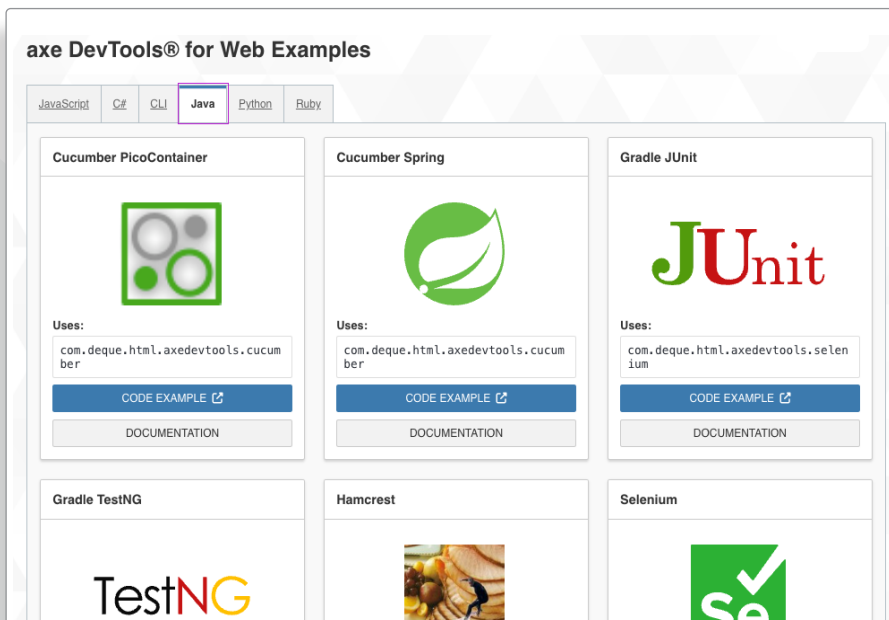 axe DevTools® for Web Examples
JavaScript C# CLI Java Python Ruby
Cucumber PicoContainer
Uses:
com.deque.html.axedevtools.cucum
ber
CODE EXAMPLE
DOCUMENTATION
Cucumber Spring
Uses:
com.deque.html.axedevtools.cucum
ber
CODE EXAMPLE
DOCUMENTATION
Gradle JUnit
JUnit
Uses:
com.deque.html.axedevtools.selen
ium
CODE EXAMPLE
DOCUMENTATION
Gradle TestNG
TestNG
Hamcrest
Selenium
Se